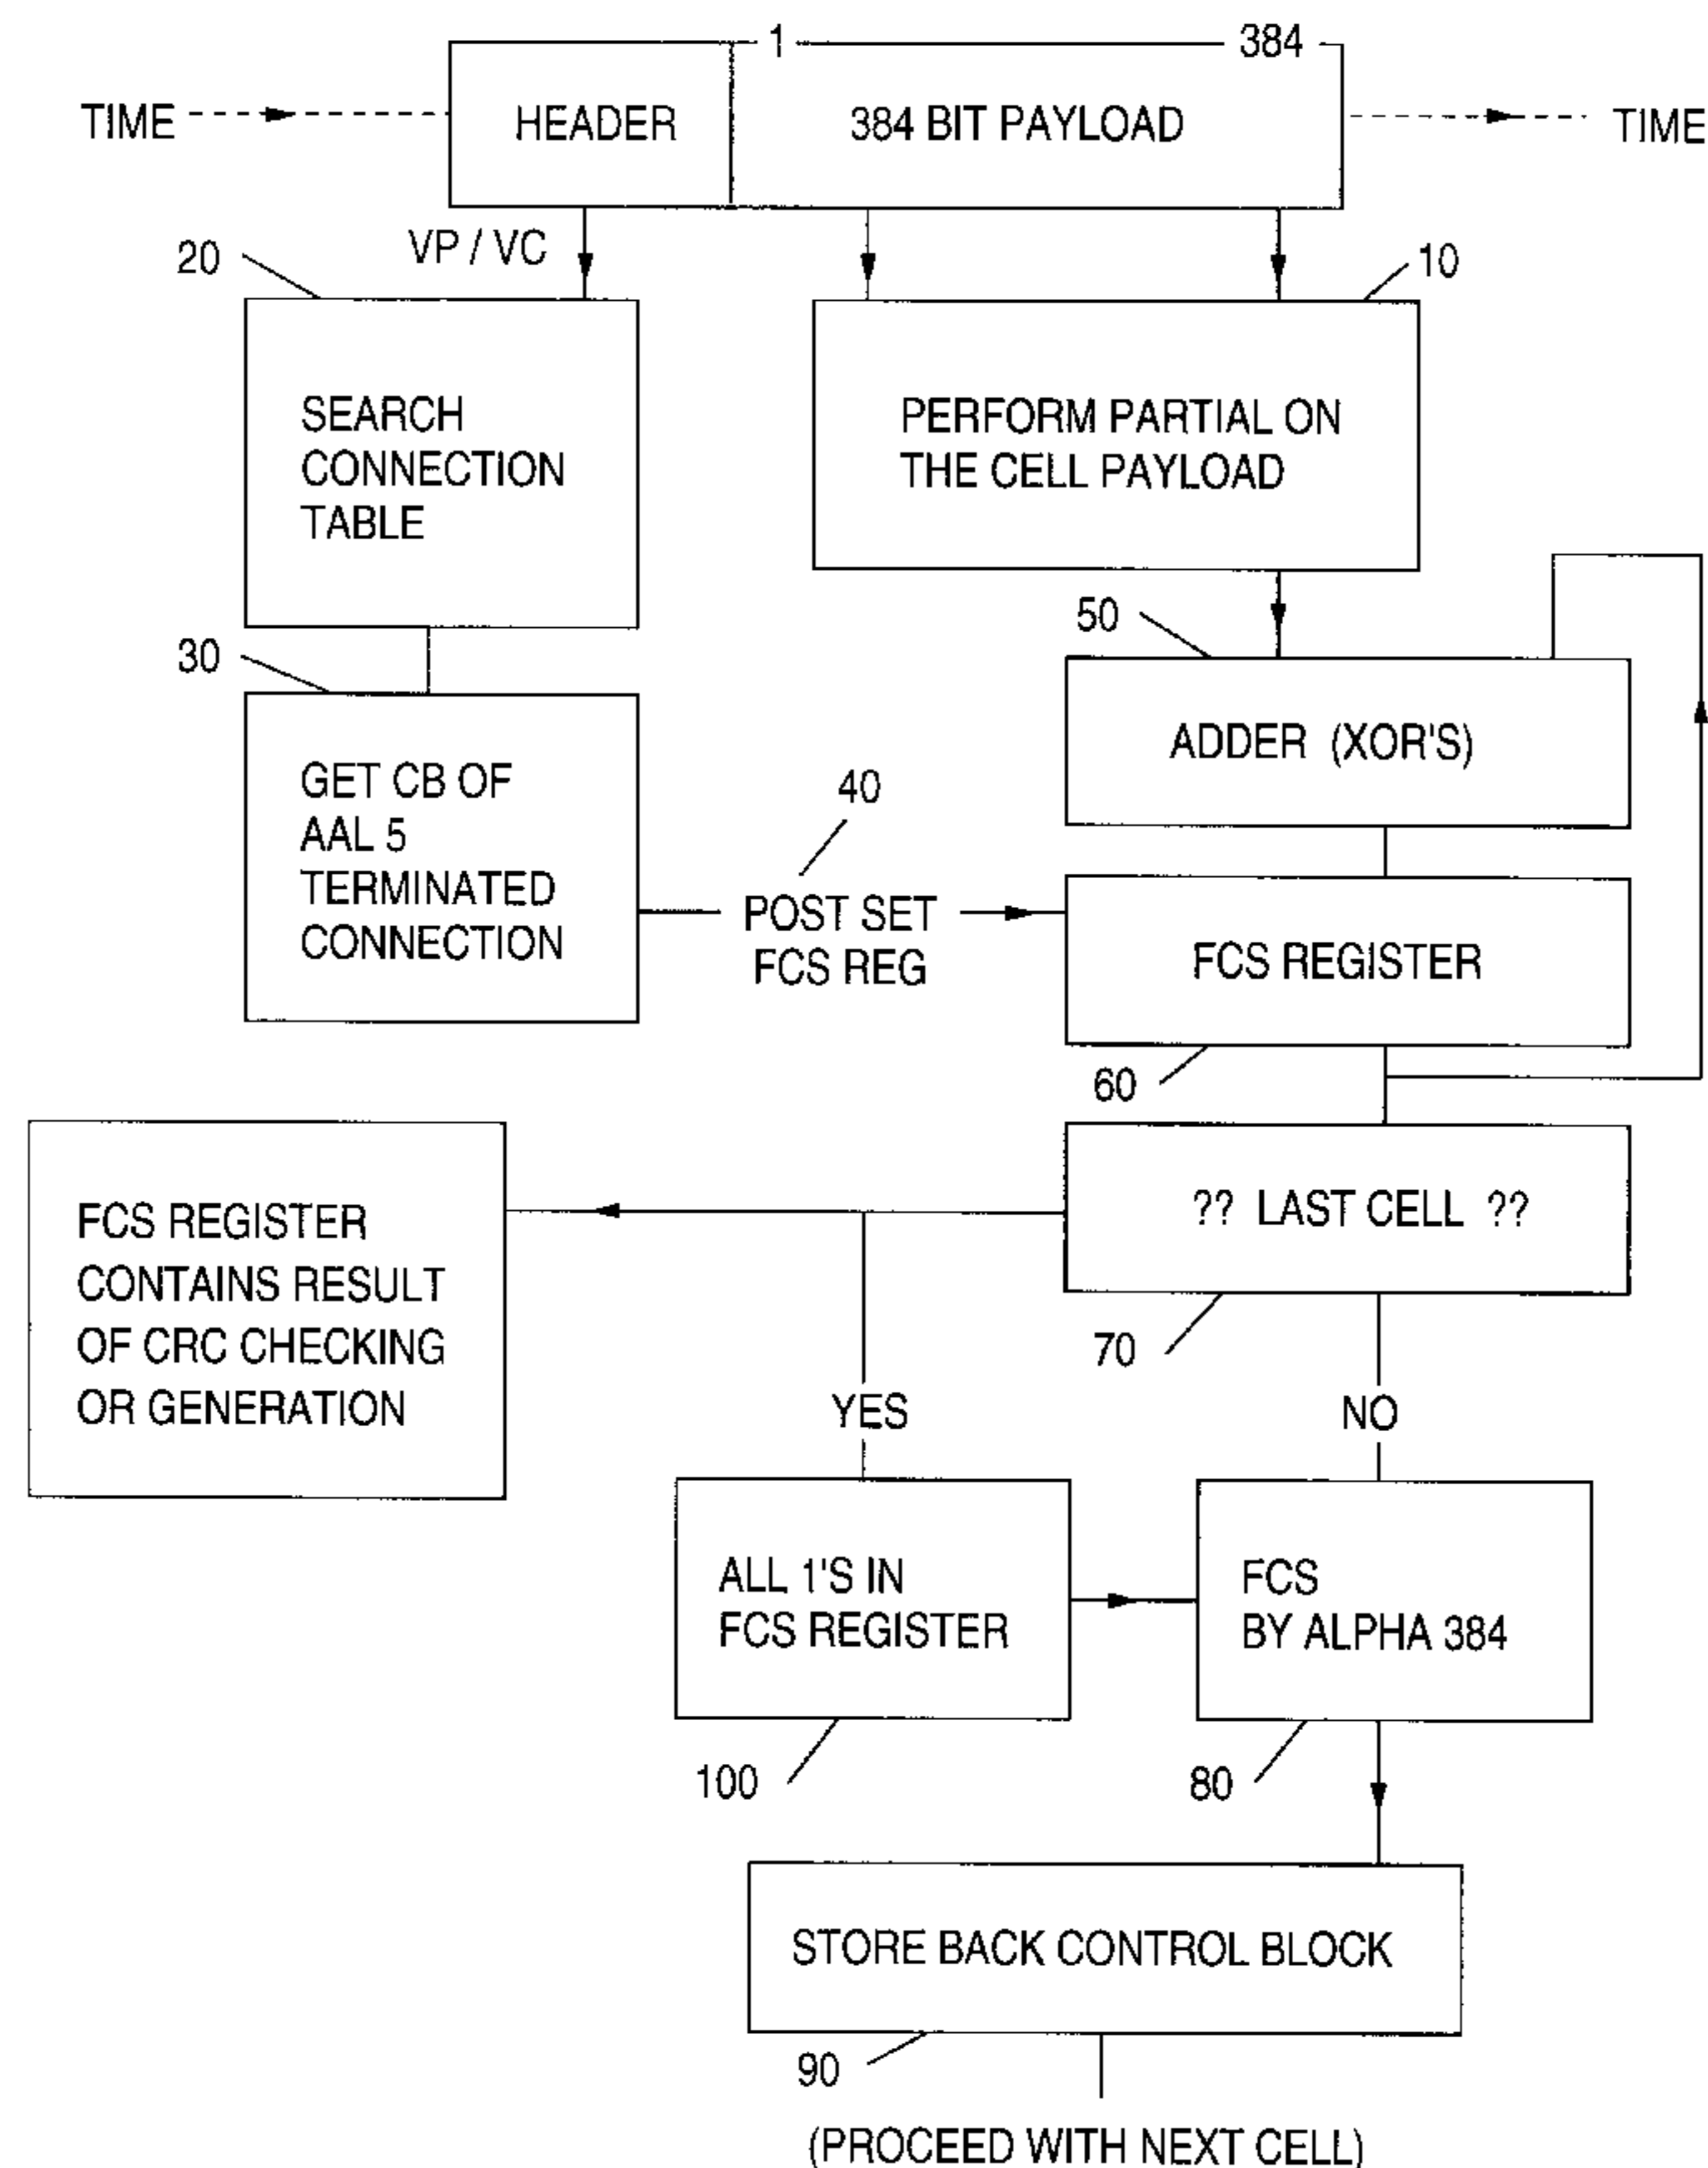 1 384
TIME HEADER 384 BIT PAYLOAD TIME
20 VP / VC 10
SEARCH
CONNECTION
TABLE
PERFORM PARTIAL ON
THE CELL PAYLOAD
50
30
ADDER (XOR'S)
GET CB OF
AAL 5
TERMINATED
CONNECTION
40
POST SET
FCS REG
FCS REGISTER
60
?? LAST CELL ??
FCS REGISTER
CONTAINS RESULT
OF CRC CHECKING
OR GENERATION
70
YES NO
ALL 1'S IN
FCS REGISTER
FCS
BY ALPHA 384
100 80
STORE BACK CONTROL BLOCK
90
(PROCEED WITH NEXT CELL)